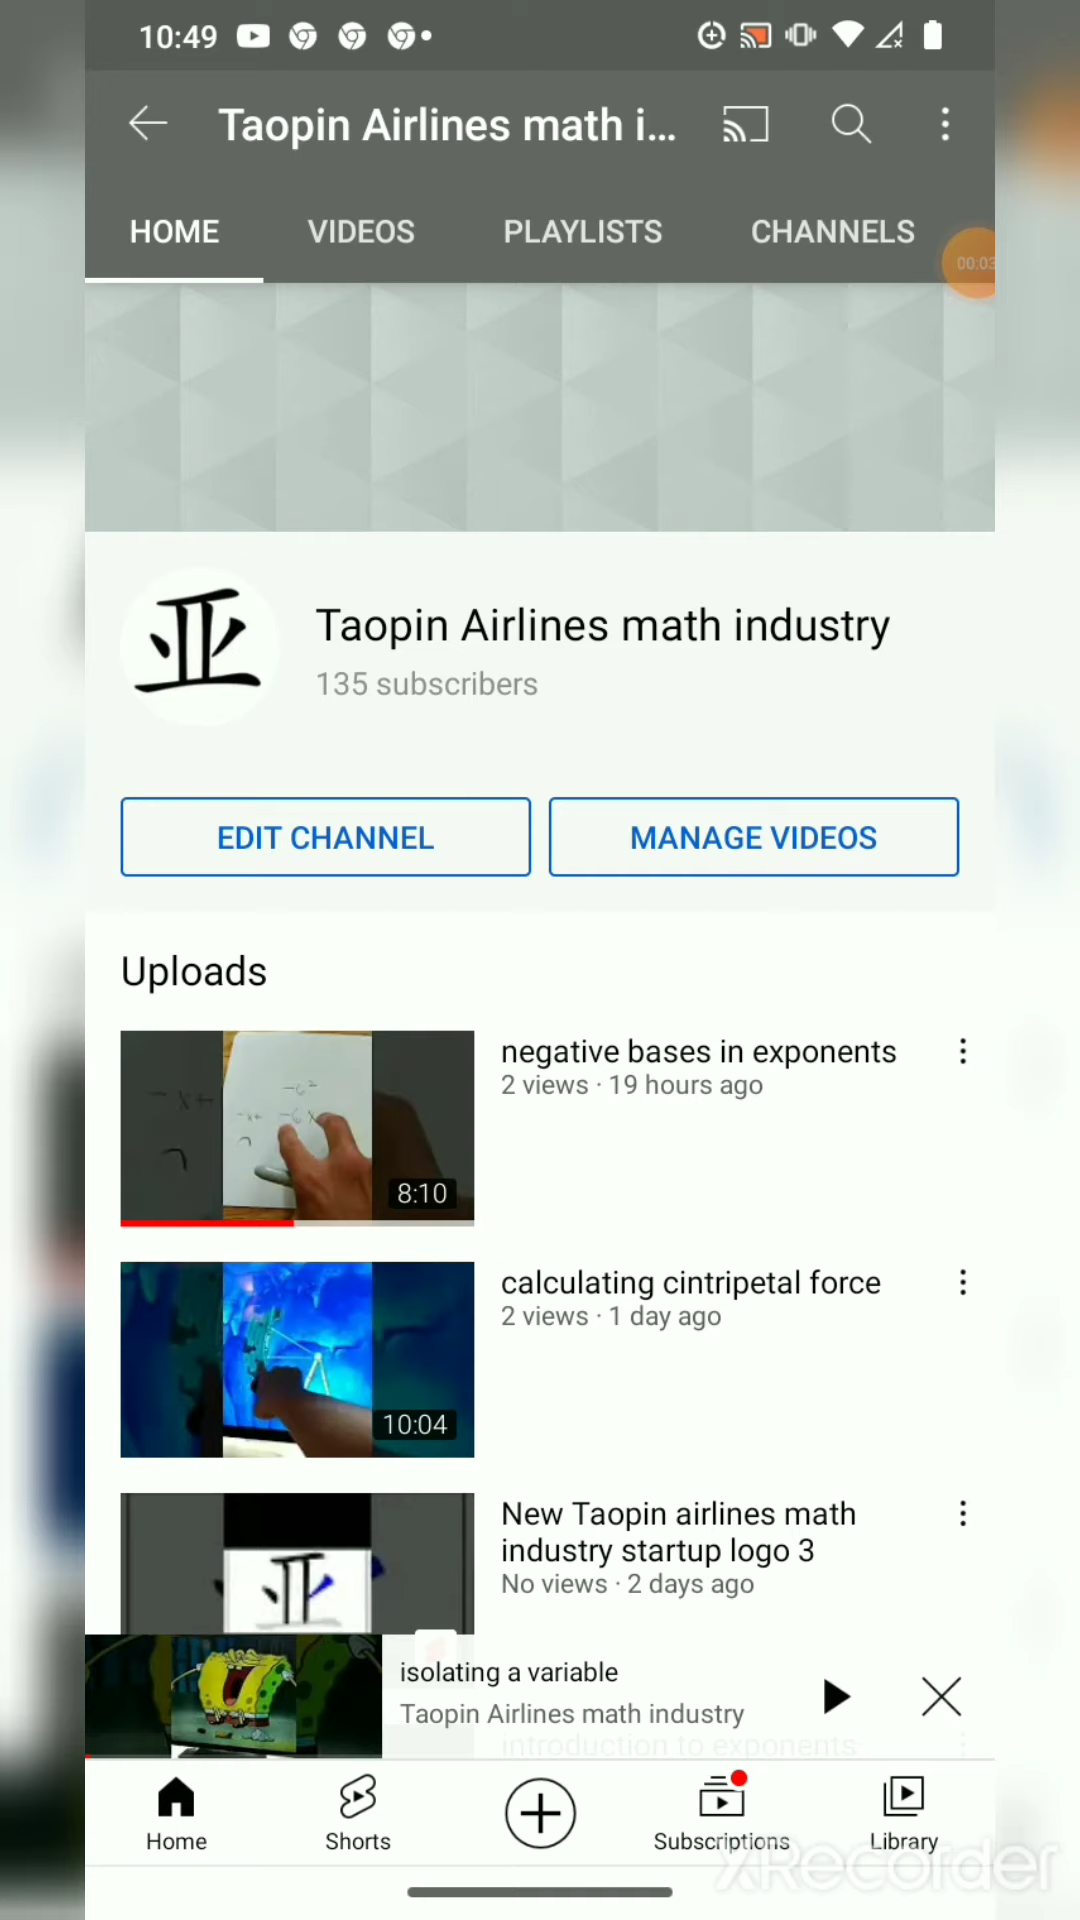 10:49
Taopin Airlines math i...
HOME VIDEOS PLAYLISTS CHANNELS
00:03
亚
Taopin Airlines math industry
135 subscribers
EDIT CHANNEL MANAGE VIDEOS
Uploads
negative bases in exponents
2 views · 19 hours ago
8:10
calculating cintripetal force
2 views · 1 day ago
10:04
New Taopin airlines math
industry startup logo 3
No views · 2 days ago
亚
isolating a variable
Taopin Airlines math industry
introduction to exponents
Home Shorts Subscriptions Library
XRecorder